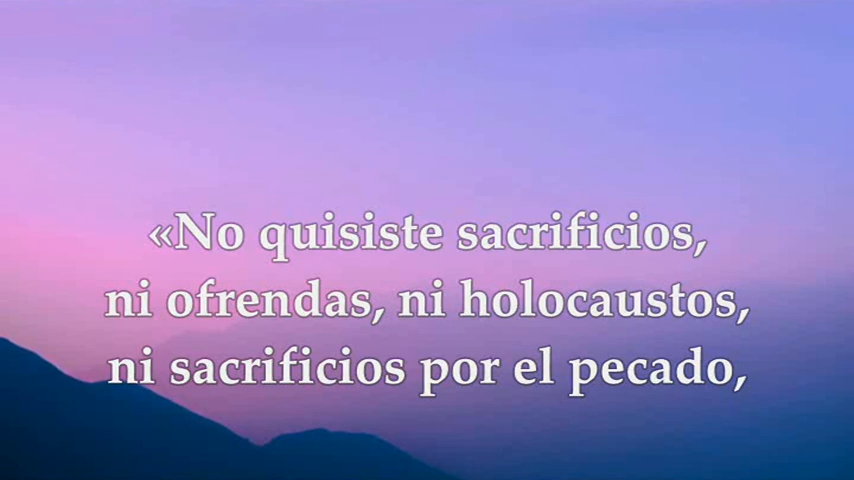 «No quisiste sacrificios,
ni ofrendas, ni holocaustos,
ni sacrificios por el pecado,